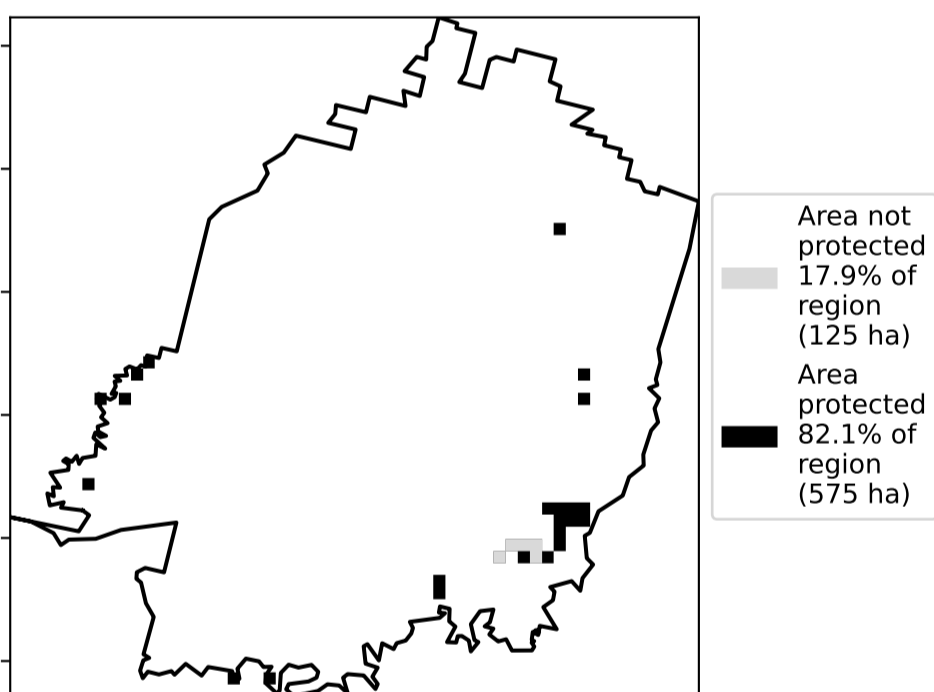 Area not
protected
17.9% of
region
(125 ha)
Area
protected
82.1% of
region
(575 ha)